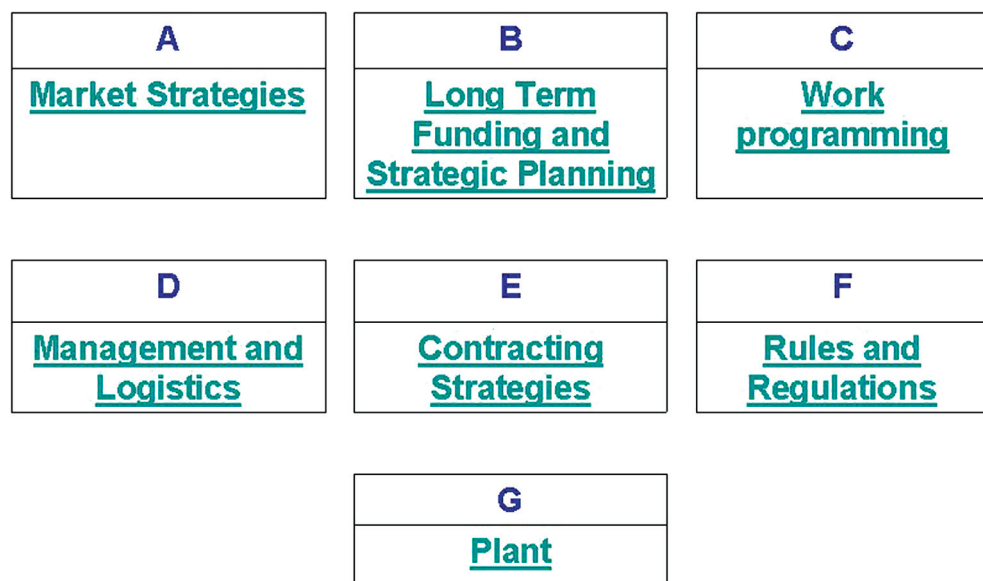 A
Market Strategies
B
Long Term
Funding and
Strategic Planning
C
Work
programming
D
Management and
Logistics
E
Contracting
Strategies
F
Rules and
Regulations
G
Plant